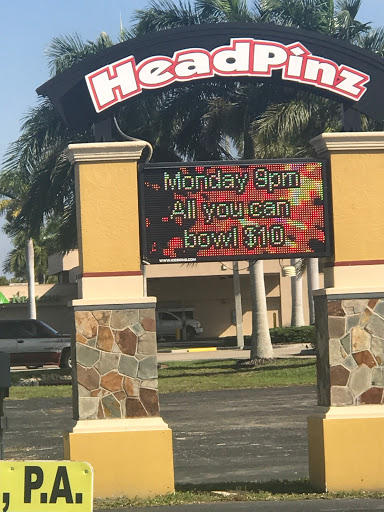 HeadPinz
Monday 9pm
All you can
bowl $10
, P.A.